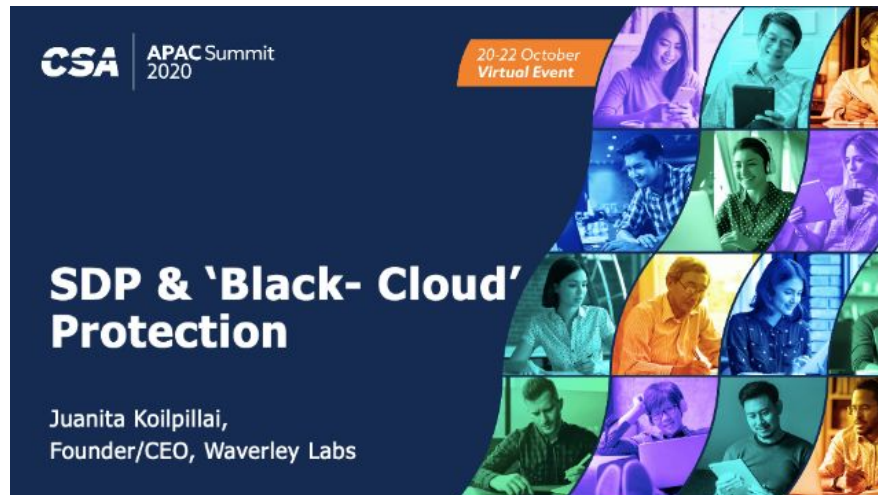 CSA
APAC Summit
2020
20-22 October
Virtual Event
SDP & ‘Black- Cloud’
Protection
Juanita Koilpillai,
Founder/CEO, Waverley Labs